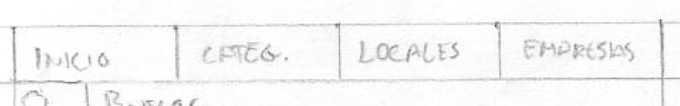 INICIO CATEG. LOCALES EMPRESAS